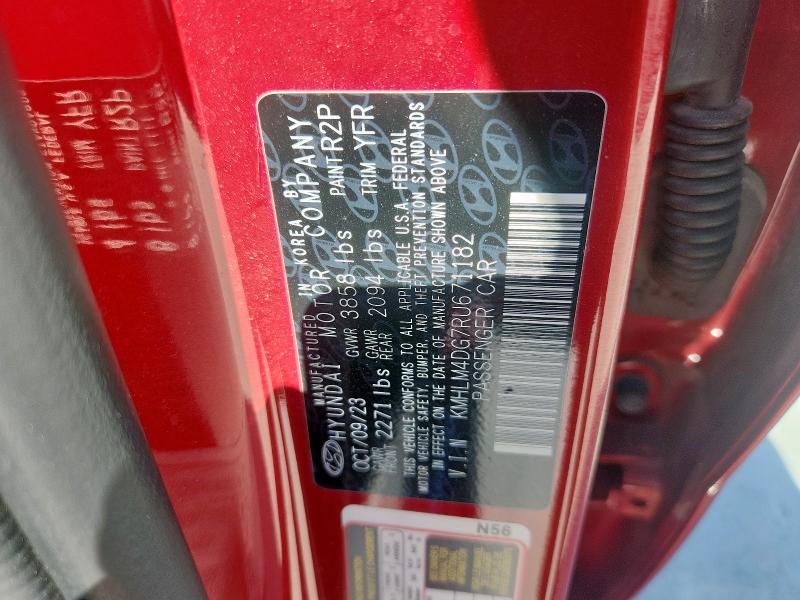 MANUFACTURED IN KOREA BY
HYUNDAI MOTOR COMPANY
OCT/09/23 GVWR 3858 lbs PAINT R2P
GAWR FRONT 2271 lbs GAWR REAR 2094 lbs TRIM YFR
THIS VEHICLE CONFORMS TO ALL APPLICABLE U.S.A. FEDERAL
MOTOR VEHICLE SAFETY, BUMPER, AND THEFT PREVENTION STANDARDS
IN EFFECT ON THE DATE OF MANUFACTURE SHOWN ABOVE
V.I.N KMHLM4DG7RU671182
PASSENGER CAR
N56